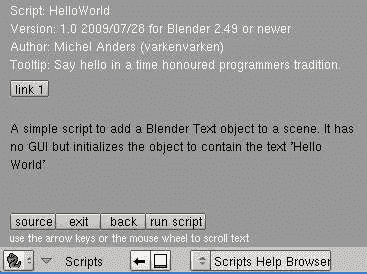 Script: HelloWorld
Version: 1.0 2009/07/28 for Blender 2.49 or newer
Author: Michel Anders (varkenvarken)
Tooltip: Say hello in a time honoured programmers tradition.
link 1
A simple script to add a Blender Text object to a scene. It has
no GUI but initializes the object to contain the text 'Hello
World'
source exit back run script
use the arrow keys or the mouse wheel to scroll text
Scripts Scripts Help Browser